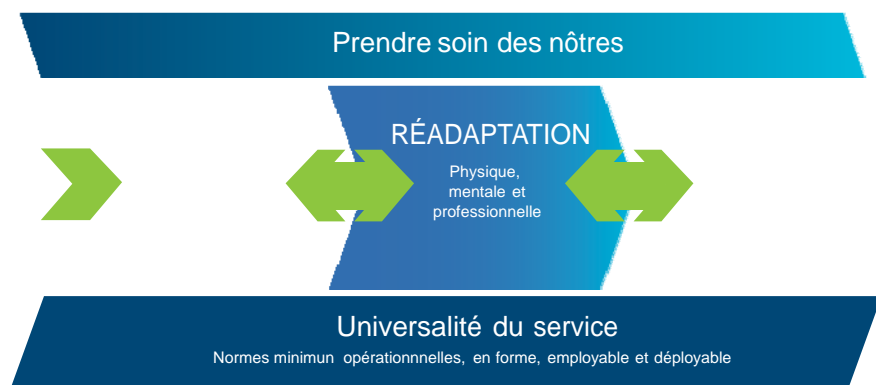 Prendre soin des nôtres
RÉADAPTATION
Physique,
mentale et
professionnelle
Universalité du service
Normes minimun opérationnnelles, en forme, employable et déployable